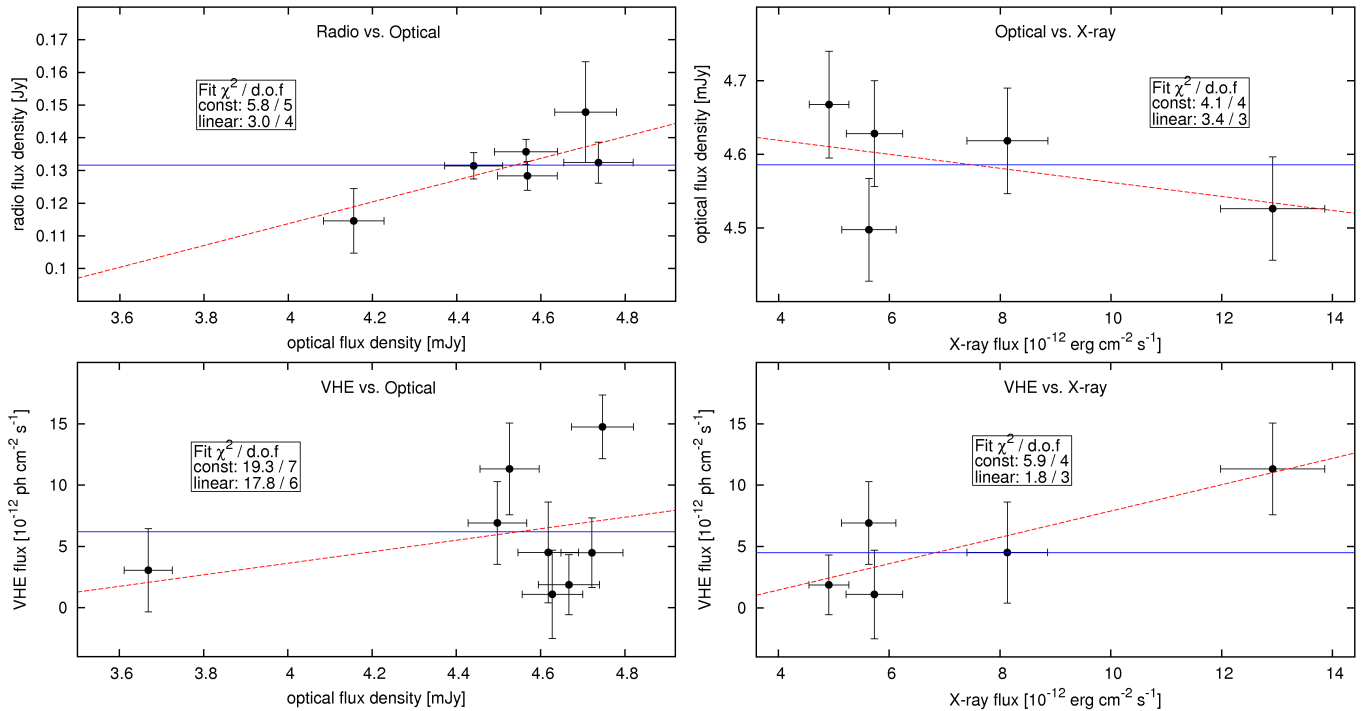 Radio vs. Optical
0.17
0.16
0.15
0.14
0.13
0.12
0.11
0.1
radio flux density [Jy]
Fit χ² / d.o.f
const: 5.8 / 5
linear: 3.0 / 4
3.6 3.8 4 4.2 4.4 4.6 4.8
optical flux density [mJy]
Optical vs. X-ray
4.7
4.6
4.5
optical flux density [mJy]
Fit χ² / d.o.f
const: 4.1 / 4
linear: 3.4 / 3
4 6 8 10 12 14
X-ray flux [10⁻¹² erg cm⁻² s⁻¹]
VHE vs. Optical
15
10
5
0
VHE flux [10⁻¹² ph cm⁻² s⁻¹]
Fit χ² / d.o.f
const: 19.3 / 7
linear: 17.8 / 6
3.6 3.8 4 4.2 4.4 4.6 4.8
optical flux density [mJy]
VHE vs. X-ray
15
10
5
0
VHE flux [10⁻¹² ph cm⁻² s⁻¹]
Fit χ² / d.o.f
const: 5.9 / 4
linear: 1.8 / 3
4 6 8 10 12 14
X-ray flux [10⁻¹² erg cm⁻² s⁻¹]